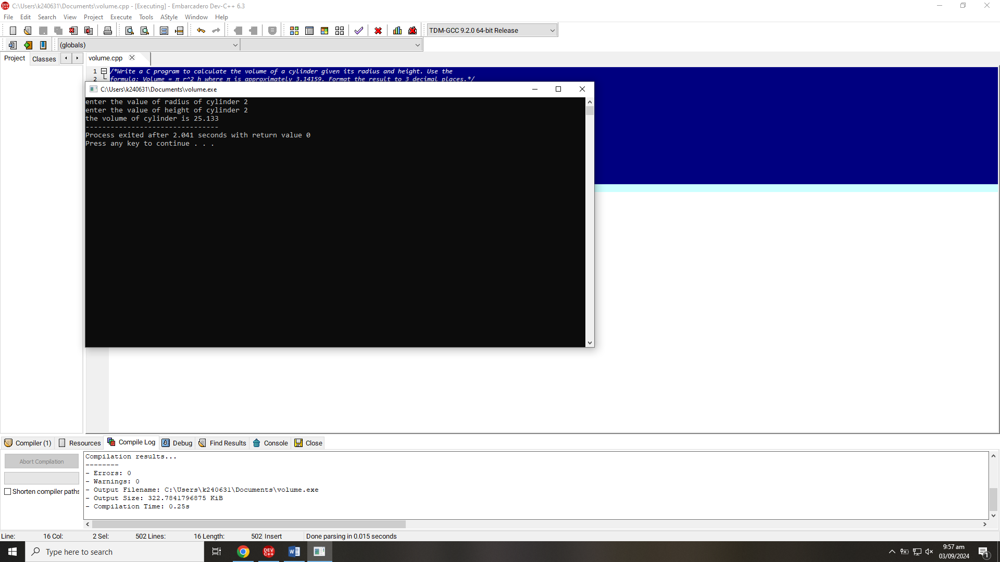 C:\Users\k240631\Documents\volume.cpp - [Executing] - Embarcadero Dev-C++ 6.3
File Edit Search View Project Execute Tools AStyle Window Help
TDM-GCC 9.2.0 64-bit Release
(globals)
Project Classes volume.cpp
1 /*Write a C program to calculate the volume of a cylinder given its radius and height. Use the
2 formula: Volume = π r^2 h where π is approximately 3.14159. Format the result to 3 decimal places.*/
C:\Users\k240631\Documents\volume.exe
enter the value of radius of cylinder 2
enter the value of height of cylinder 2
the volume of cylinder is 25.133
--------------------------------
Process exited after 2.041 seconds with return value 0
Press any key to continue . . .
Compiler (1) Resources Compile Log Debug Find Results Console Close
Abort Compilation
Shorten compiler paths
Compilation results...
--------
- Errors: 0
- Warnings: 0
- Output Filename: C:\Users\k240631\Documents\volume.exe
- Output Size: 322.7841796875 KiB
- Compilation Time: 0.25s
Line: 16 Col: 2 Sel: 502 Lines: 16 Length: 502 Insert Done parsing in 0.015 seconds
Type here to search
DEV C++
9:57 am
03/09/2024
1